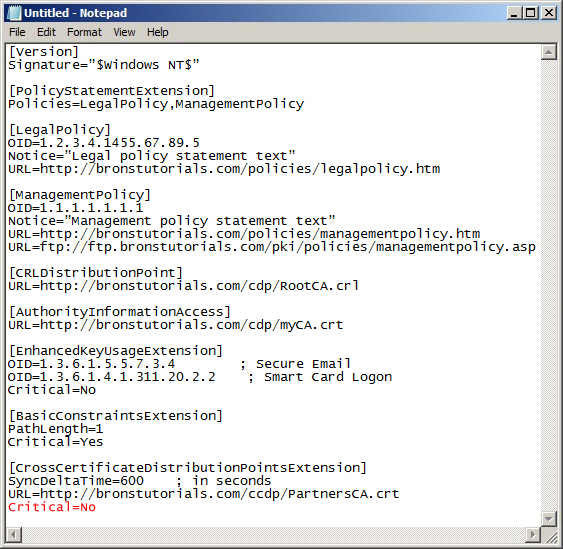 Untitled - Notepad
File Edit Format View Help
[Version]
Signature="$Windows NT$"
[PolicyStatementExtension]
Policies=LegalPolicy,ManagementPolicy
[LegalPolicy]
OID=1.2.3.4.1455.67.89.5
Notice="Legal policy statement text"
URL=http://bronstutorials.com/policies/legalpolicy.htm
[ManagementPolicy]
OID=1.1.1.1.1.1.1
Notice="Management policy statement text"
URL=http://bronstutorials.com/policies/managementpolicy.htm
URL=ftp://ftp.bronstutorials.com/pki/policies/managementpolicy.asp
[CRLDistributionPoint]
URL=http://bronstutorials.com/cdp/RootCA.crl
[AuthorityInformationAccess]
URL=http://bronstutorials.com/cdp/myCA.crt
[EnhancedKeyUsageExtension]
OID=1.3.6.1.5.5.7.3.4 ; Secure Email
OID=1.3.6.1.4.1.311.20.2.2 ; Smart Card Logon
Critical=No
[BasicConstraintsExtension]
PathLength=1
Critical=Yes
[CrossCertificateDistributionPointsExtension]
SyncDeltaTime=600 ; in seconds
URL=http://bronstutorials.com/ccdp/PartnersCA.crt
Critical=No